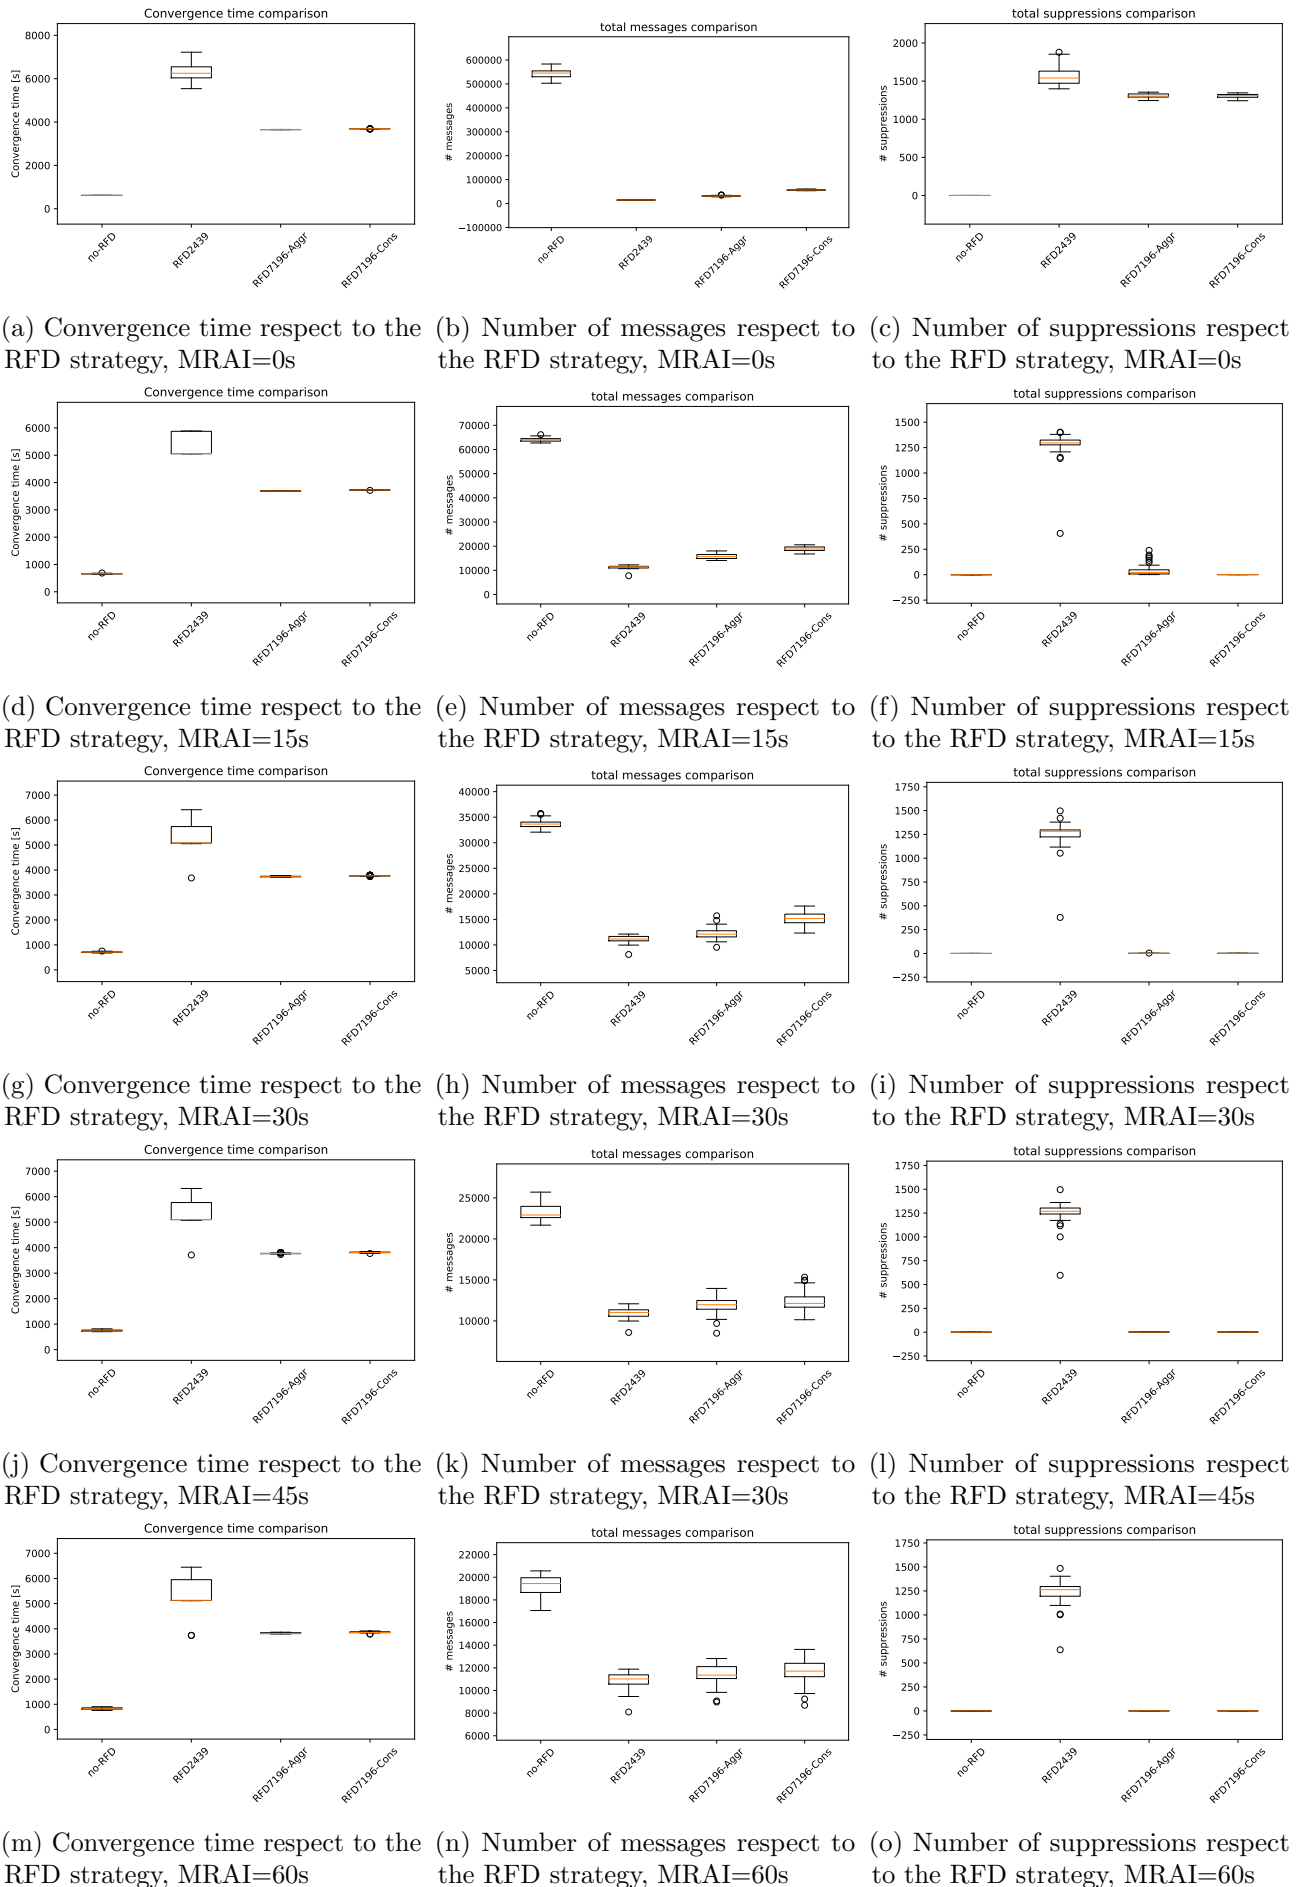 Convergence time comparison
Convergence time [s]
8000
6000
4000
2000
0
no-RFD
RFD2439
RFD7196-Aggr
RFD7196-Cons
total messages comparison
# messages
600000
500000
400000
300000
200000
100000
0
−100000
no-RFD
RFD2439
RFD7196-Aggr
RFD7196-Cons
total suppressions comparison
# suppressions
2000
1500
1000
500
0
no-RFD
RFD2439
RFD7196-Aggr
RFD7196-Cons
(a) Convergence time respect to the
RFD strategy, MRAI=0s
(b) Number of messages respect to
the RFD strategy, MRAI=0s
(c) Number of suppressions respect
to the RFD strategy, MRAI=0s
Convergence time comparison
Convergence time [s]
6000
5000
4000
3000
2000
1000
0
no-RFD
RFD2439
RFD7196-Aggr
RFD7196-Cons
total messages comparison
# messages
70000
60000
50000
40000
30000
20000
10000
0
no-RFD
RFD2439
RFD7196-Aggr
RFD7196-Cons
total suppressions comparison
# suppressions
1500
1250
1000
750
500
250
0
−250
no-RFD
RFD2439
RFD7196-Aggr
RFD7196-Cons
(d) Convergence time respect to the
RFD strategy, MRAI=15s
(e) Number of messages respect to
the RFD strategy, MRAI=15s
(f) Number of suppressions respect
to the RFD strategy, MRAI=15s
Convergence time comparison
Convergence time [s]
7000
6000
5000
4000
3000
2000
1000
0
no-RFD
RFD2439
RFD7196-Aggr
RFD7196-Cons
total messages comparison
# messages
40000
35000
30000
25000
20000
15000
10000
5000
no-RFD
RFD2439
RFD7196-Aggr
RFD7196-Cons
total suppressions comparison
# suppressions
1750
1500
1250
1000
750
500
250
0
−250
no-RFD
RFD2439
RFD7196-Aggr
RFD7196-Cons
(g) Convergence time respect to the
RFD strategy, MRAI=30s
(h) Number of messages respect to
the RFD strategy, MRAI=30s
(i) Number of suppressions respect
to the RFD strategy, MRAI=30s
Convergence time comparison
Convergence time [s]
7000
6000
5000
4000
3000
2000
1000
0
no-RFD
RFD2439
RFD7196-Aggr
RFD7196-Cons
total messages comparison
# messages
25000
20000
15000
10000
no-RFD
RFD2439
RFD7196-Aggr
RFD7196-Cons
total suppressions comparison
# suppressions
1750
1500
1250
1000
750
500
250
0
−250
no-RFD
RFD2439
RFD7196-Aggr
RFD7196-Cons
(j) Convergence time respect to the
RFD strategy, MRAI=45s
(k) Number of messages respect to
the RFD strategy, MRAI=30s
(l) Number of suppressions respect
to the RFD strategy, MRAI=45s
Convergence time comparison
Convergence time [s]
7000
6000
5000
4000
3000
2000
1000
0
no-RFD
RFD2439
RFD7196-Aggr
RFD7196-Cons
total messages comparison
# messages
22000
20000
18000
16000
14000
12000
10000
8000
6000
no-RFD
RFD2439
RFD7196-Aggr
RFD7196-Cons
total suppressions comparison
# suppressions
1750
1500
1250
1000
750
500
250
0
−250
no-RFD
RFD2439
RFD7196-Aggr
RFD7196-Cons
(m) Convergence time respect to the
RFD strategy, MRAI=60s
(n) Number of messages respect to
the RFD strategy, MRAI=60s
(o) Number of suppressions respect
to the RFD strategy, MRAI=60s